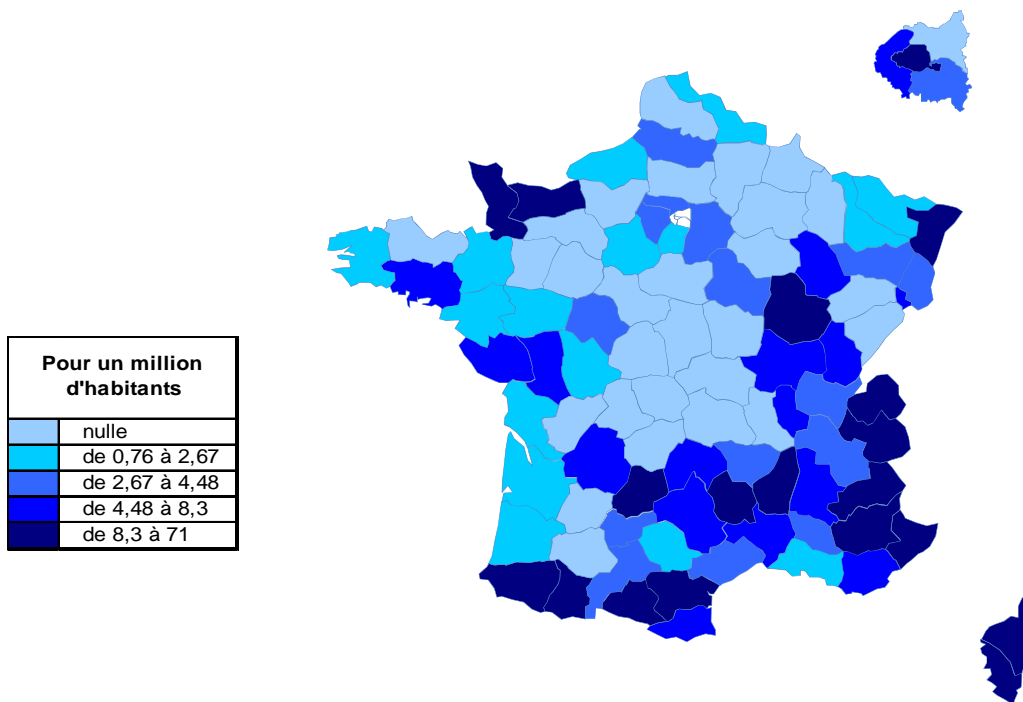 Pour un million
d'habitants
nulle
de 0,76 à 2,67
de 2,67 à 4,48
de 4,48 à 8,3
de 8,3 à 71